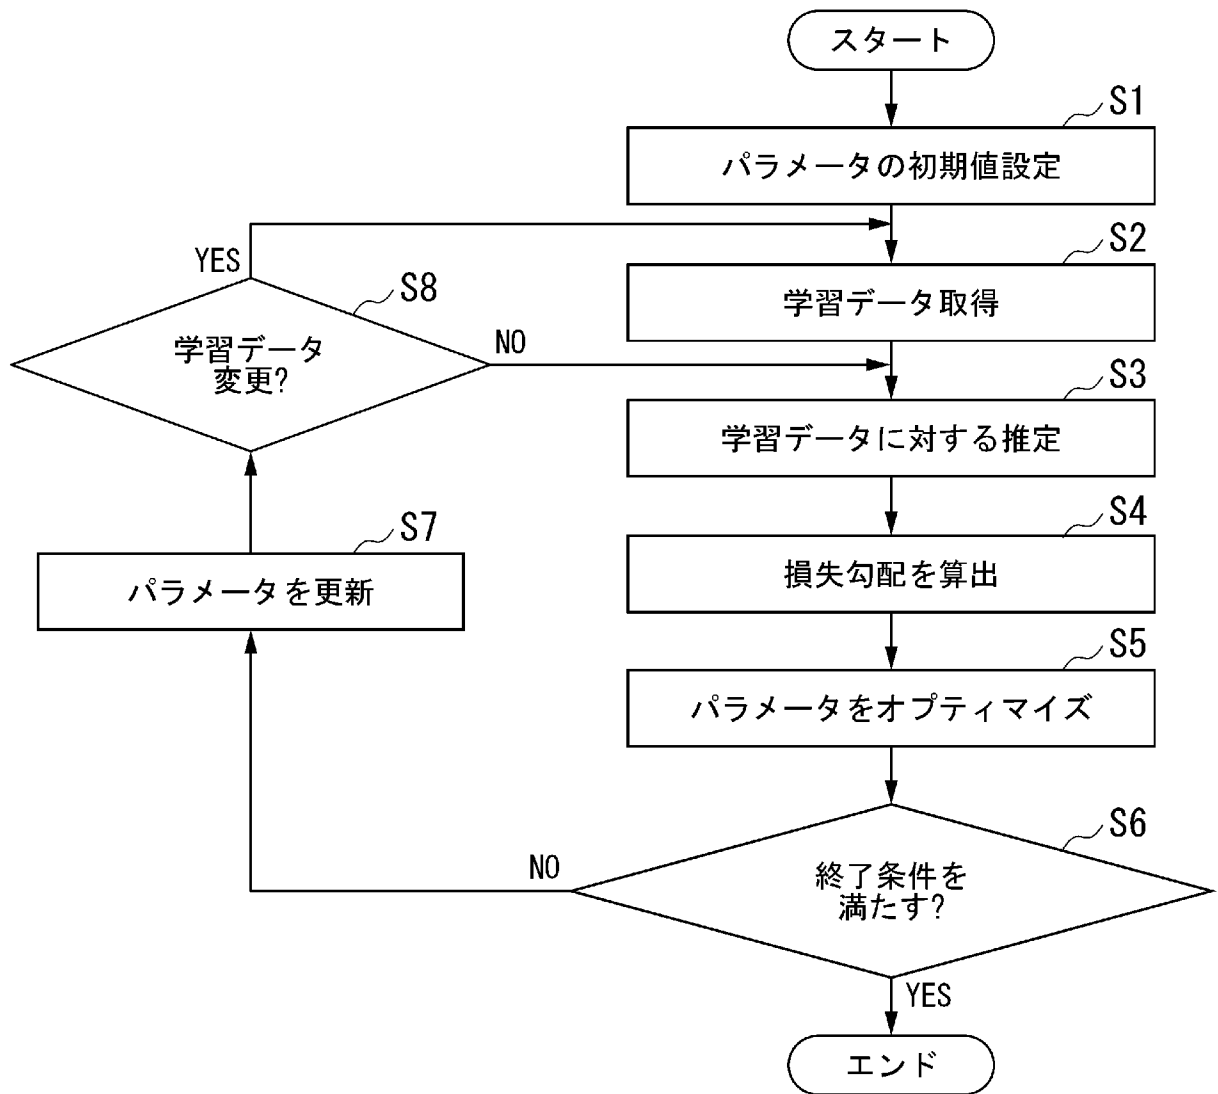 スタート
S1
パラメータの初期値設定
YES
S2
学習データ取得
S8
学習データ
変更?
NO
S3
学習データに対する推定
S4
損失勾配を算出
S7
パラメータを更新
S5
パラメータをオプティマイズ
S6
終了条件を
満たす?
NO
YES
エンド